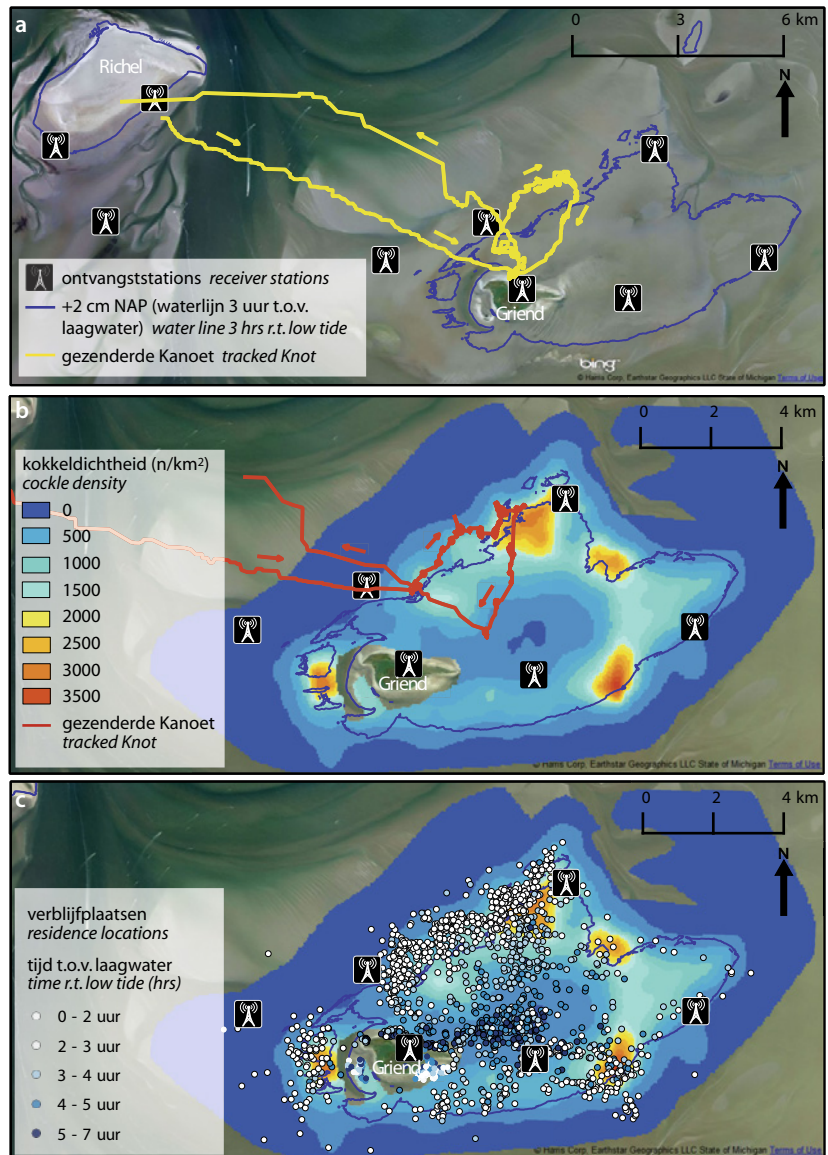 a
Richel
0 3 6 km
N
ontvangststations receiver stations
+2 cm NAP (waterlijn 3 uur t.o.v.
laagwater) water line 3 hrs r.t. low tide
gezenderde Kanoet tracked Knot
Griend
bing™
© Harris Corp, Earthstar Geographics LLC State of Michigan Terms of Use
b
0 2 4 km
N
kokkeldichtheid (n/km²)
cockle density
0
500
1000
1500
2000
2500
3000
3500
gezenderde Kanoet
tracked Knot
Griend
© Harris Corp, Earthstar Geographics LLC State of Michigan Terms of Use
c
0 2 4 km
N
verblijfplaatsen
residence locations
tijd t.o.v. laagwater
time r.t. low tide (hrs)
0 - 2 uur
2 - 3 uur
3 - 4 uur
4 - 5 uur
5 - 7 uur
Griend
© Harris Corp, Earthstar Geographics LLC State of Michigan Terms of Use